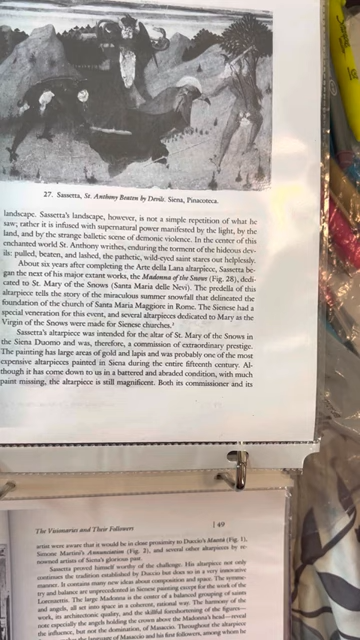 27. Sassetta, St. Anthony Beaten by Devils. Siena, Pinacoteca.
landscape. Sassetta's landscape, however, is not a simple repetition of what he
saw; rather it is infused with supernatural power manifested by the light, by the
land, and by the strange balletic scene of demonic violence. In the center of this
enchanted world St. Anthony writhes, enduring the torment of the hideous dev-
ils: pulled, beaten, and lashed, the pathetic, wild-eyed saint stares out helplessly.
About six years after completing the Arte della Lana altarpiece, Sassetta be-
gan the next of his major extant works, the Madonna of the Snows (Fig. 28), dedi-
cated to St. Mary of the Snows (Santa Maria delle Nevi). The predella of this
altarpiece tells the story of the miraculous summer snowfall that delineated the
foundation of the church of Santa Maria Maggiore in Rome. The Sienese had a
special veneration for this event, and several altarpieces dedicated to Mary as the
Virgin of the Snows were made for Sienese churches.
Sassetta's altarpiece was intended for the altar of St. Mary of the Snows in
the Siena Duomo and was, therefore, a commission of extraordinary prestige.
The painting has large areas of gold and lapis and was probably one of the most
expensive altarpieces painted in Siena during the entire fifteenth century. Al-
though it has come down to us in a battered and abraded condition, with much
paint missing, the altarpiece is still magnificent. Both its commissioner and its
The Visionaries and Their Followers | 49
artist were aware that it would be in close proximity to Duccio's Maestà (Fig. 1),
Simone Martini's Annunciation (Fig. 2), and several other altarpieces by re-
nowned artists of Siena's glorious past.
Sassetta proved himself worthy of the challenge. His altarpiece not only
continues the tradition established by Duccio but does so in a very innovative
manner. It contains many new ideas about composition and space. The symme-
try and balance are unprecedented in Sienese painting except for the work of the
Lorenzettis. The large Madonna is the center of a balanced grouping of saints
and angels, all set into space in a coherent, rational way. The harmony of the
work, its architectonic quality, and the skillful foreshortening of the figures—
note especially the angels holding the crown above the Madonna's head—reveal
the influence, but not the domination, of Masaccio. Throughout the altarpiece
of Masaccio and his first followers, among whom he